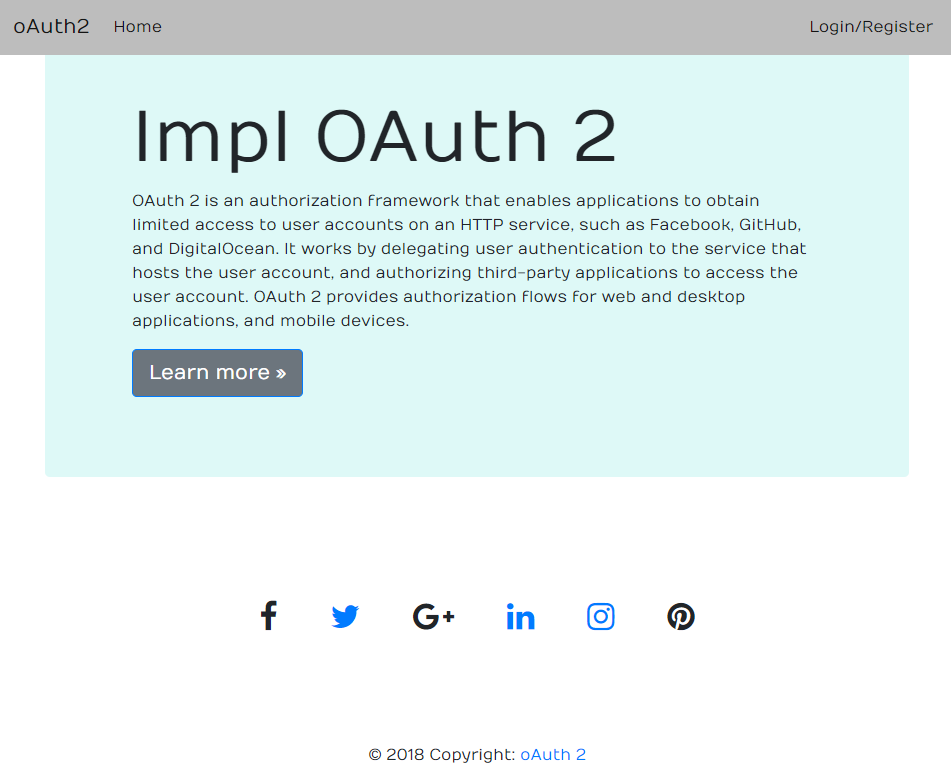 oAuth2 Home Login/Register
Impl OAuth 2
OAuth 2 is an authorization framework that enables applications to obtain
limited access to user accounts on an HTTP service, such as Facebook, GitHub,
and DigitalOcean. It works by delegating user authentication to the service that
hosts the user account, and authorizing third-party applications to access the
user account. OAuth 2 provides authorization flows for web and desktop
applications, and mobile devices.
Learn more »
© 2018 Copyright: oAuth 2